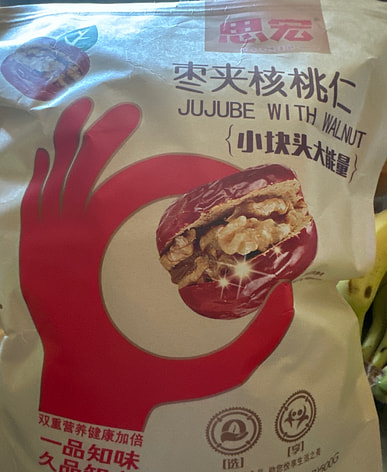 思宏
枣夹核桃仁
JUJUBE WITH WALNUT
{小块头大能量}
双重营养健康加倍
一品知味
[选]
[享]
500G